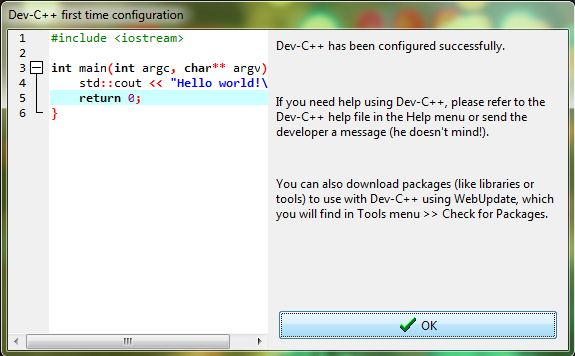 Dev-C++ first time configuration
1 #include <iostream>
2
3 int main(int argc, char** argv)
4 std::cout << "Hello world!\
5 return 0;
6 }
Dev-C++ has been configured successfully.
If you need help using Dev-C++, please refer to the
Dev-C++ help file in the Help menu or send the
developer a message (he doesn't mind!).
You can also download packages (like libraries or
tools) to use with Dev-C++ using WebUpdate, which
you will find in Tools menu >> Check for Packages.
OK